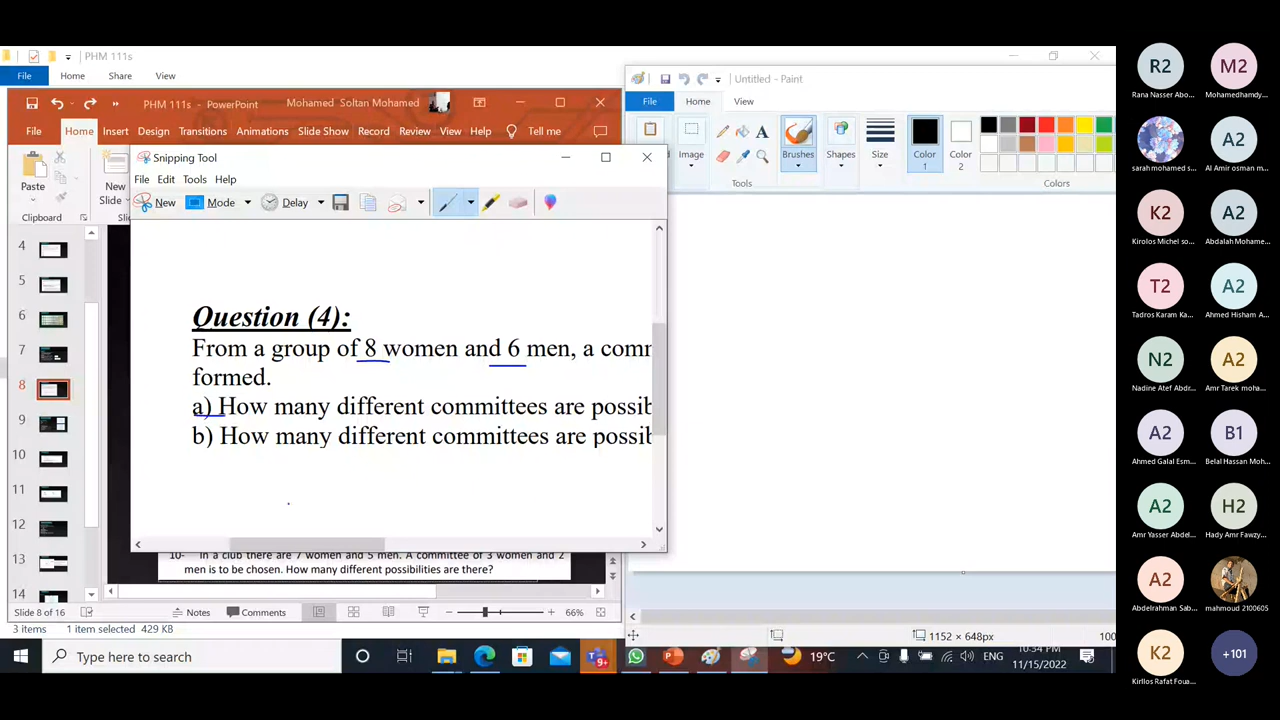 PHM 111s
File Home Share View
PHM 111s - PowerPoint Mohamed Soltan Mohamed
File Home Insert Design Transitions Animations Slide Show Record Review View Help Tell me
Paste
New
Slide
Clipboard
4
5
6
7
8
9
10
11
12
13
14
Snipping Tool
File Edit Tools Help
New Mode Delay
Question (4):
From a group of 8 women and 6 men, a comm
formed.
a) How many different committees are possib
b) How many different committees are possib
10- In a club there are 7 women and 5 men. A committee of 3 women and 2
men is to be chosen. How many different possibilities are there?
Slide 8 of 16 Notes Comments 66%
3 items 1 item selected 429 KB
Untitled - Paint
File Home View
Image
Brushes
Shapes
Size
Color
1
Color
2
Tools
Colors
1152 × 648px
100
Type here to search
9+
19°C
ENG
11/15/2022
R2
Rana Nasser Abo...
M2
Mohamedhamdy...
sarah mohamed s...
A2
Al Amir osman m...
K2
Kirolos Michel so...
A2
Abdalah Mohame...
T2
Tadros Karam Ka...
A2
Ahmed Hisham A...
N2
Nadine Atef Abdr...
A2
Amr Tarek moha...
A2
Ahmed Galal Esm...
B1
Belal Hassan Moh...
A2
Amr Yasser Abdel...
H2
Hady Amr Fawzy...
A2
Abdelrahman Sab...
mahmoud 2100605
K2
Kirllos Rafat Foua...
+101